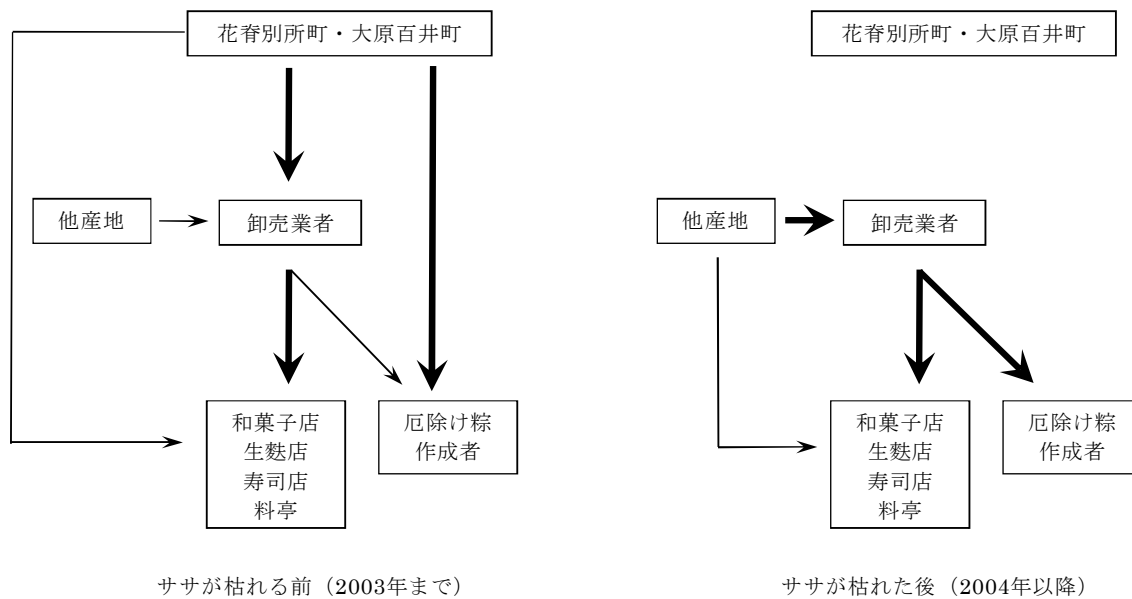 花脊別所町・大原百井町
他産地
卸売業者
和菓子店
生麩店
寿司店
料亭
厄除け粽
作成者
ササが枯れる前（2003年まで）
花脊別所町・大原百井町
他産地
卸売業者
和菓子店
生麩店
寿司店
料亭
厄除け粽
作成者
ササが枯れた後（2004年以降）